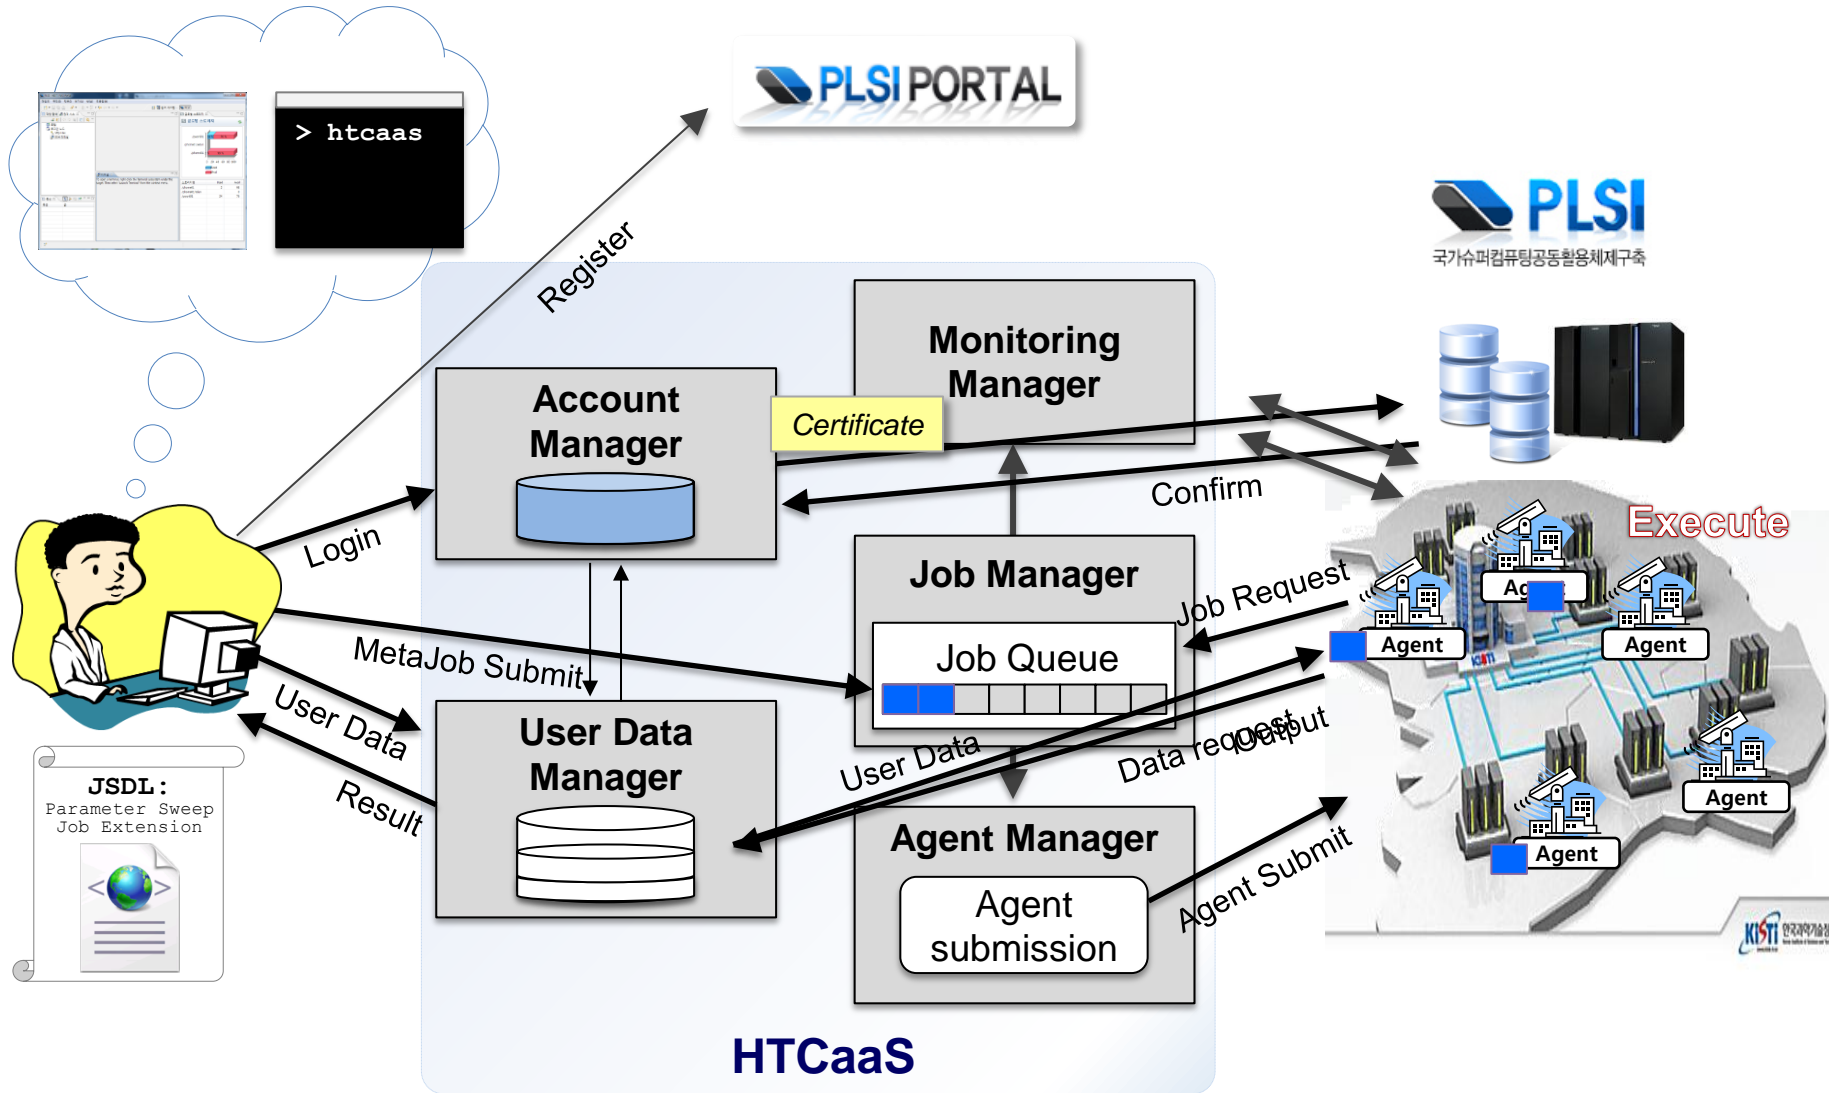 > htcaas
PLSI PORTAL
PLSI
국가슈퍼컴퓨팅공동활용체제구축
Register
Monitoring
Manager
Account
Manager
Certificate
Confirm
Login
Execute
Job Manager
Job Queue
Job Request
Agent
Agent
Agent
Agent
Agent
KISTI
MetaJob Submit
User Data
Result
User Data
Manager
User Data
Data request
Output
JSDL:
Parameter Sweep
Job Extension
Agent Manager
Agent
submission
Agent Submit
KiSTi
HTCaaS